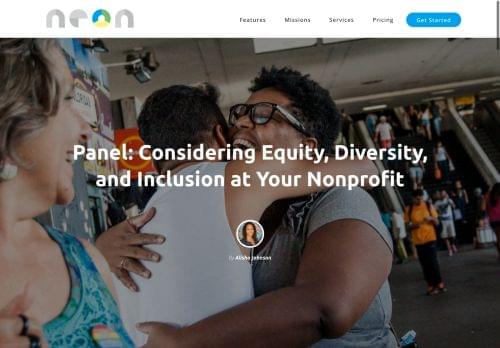 neon
Features
Missions
Services
Pricing
Get Started
Panel: Considering Equity, Diversity,
and Inclusion at Your Nonprofit
By Alisha Johnson